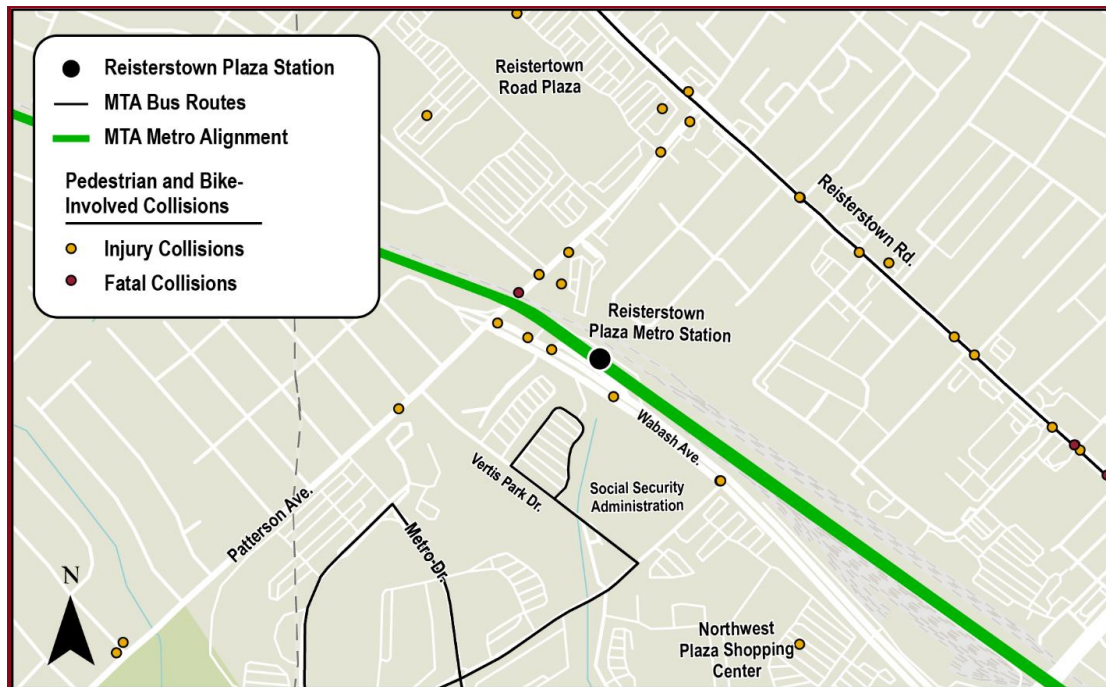 Reisterstown Plaza Station
MTA Bus Routes
MTA Metro Alignment
Pedestrian and Bike-
Involved Collisions
Injury Collisions
Fatal Collisions
Reistertown
Road Plaza
Reisterstown Rd.
Reisterstown
Plaza Metro Station
Wabash Ave.
Vertis Park Dr.
Social Security
Administration
Patterson Ave.
Metro Dr.
N
Northwest
Plaza Shopping
Center